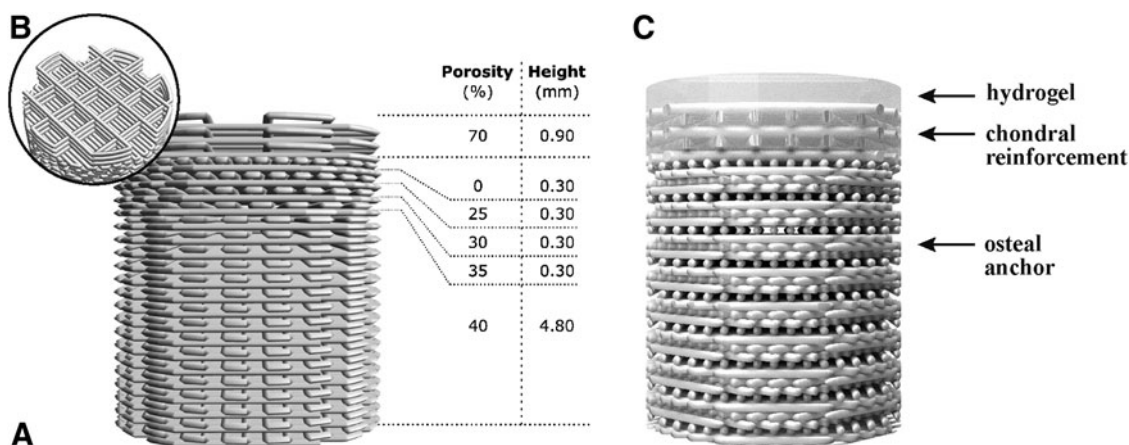 B
Porosity Height
(%) (mm)
70 0.90
0 0.30
25 0.30
30 0.30
35 0.30
40 4.80
A
C
hydrogel
chondral
reinforcement
osteal
anchor